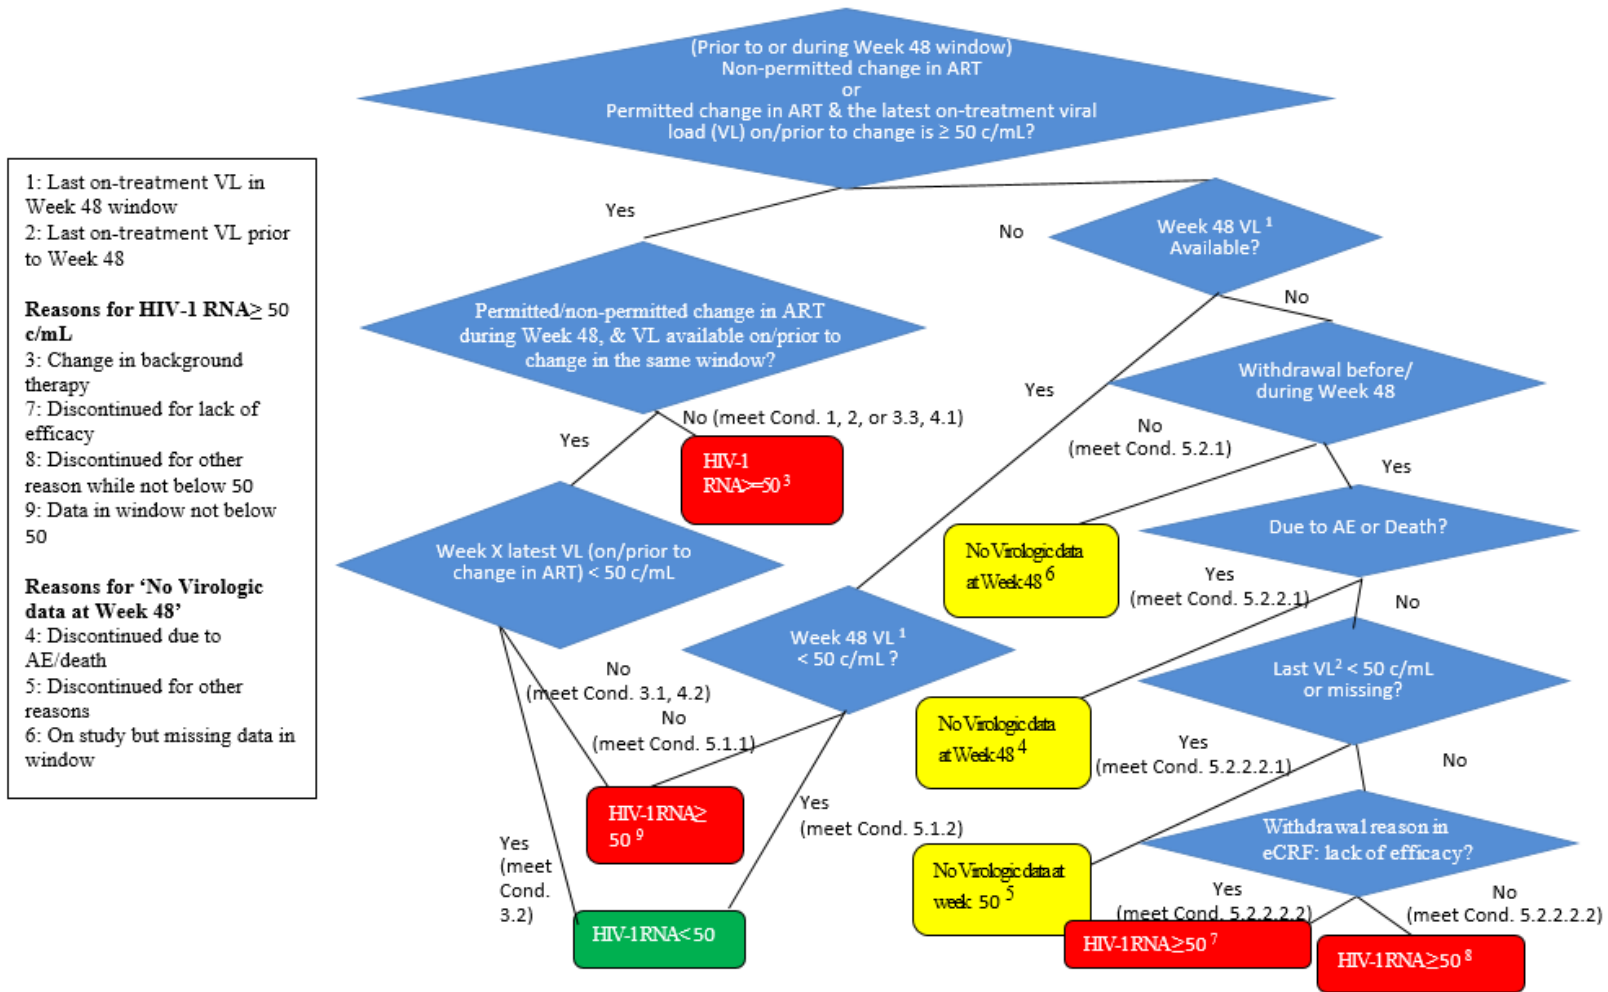 (Prior to or during Week 48 window)
Non-permitted change in ART
or
Permitted change in ART & the latest on-treatment viral
load (VL) on/prior to change is ≥ 50 c/mL?
1: Last on-treatment VL in
Week 48 window
2: Last on-treatment VL prior
to Week 48
Reasons for HIV-1 RNA≥ 50
c/mL
3: Change in background
therapy
7: Discontinued for lack of
efficacy
8: Discontinued for other
reason while not below 50
9: Data in window not below
50
Reasons for ‘No Virologic
data at Week 48’
4: Discontinued due to
AE/death
5: Discontinued for other
reasons
6: On study but missing data in
window
Yes
No
Week 48 VL 1
Available?
Permitted/non-permitted change in ART
during Week 48, & VL available on/prior to
change in the same window?
No
Yes
Withdrawal before/
during Week 48
Yes
No (meet Cond. 1, 2, or 3.3, 4.1)
HIV-1
RNA>=50 3
No
(meet Cond. 5.2.1)
Yes
Week X latest VL (on/prior to
change in ART) < 50 c/mL
No Virologic data
at Week 48 6
Due to AE or Death?
Yes
(meet Cond. 5.2.2.1)
No
Week 48 VL 1
< 50 c/mL ?
Last VL2 < 50 c/mL
or missing?
No
(meet Cond. 3.1, 4.2)
No
(meet Cond. 5.1.1)
No Virologic data
at Week 48 4
Yes
(meet Cond. 5.2.2.2.1)
No
HIV-1RNA≥
50 9
Yes
(meet Cond. 5.1.2)
Yes
(meet
Cond.
3.2)
HIV-1RNA<50
Withdrawal reason in
eCRF: lack of efficacy?
No Virologic data at
week 50 5
Yes
(meet Cond. 5.2.2.2.2)
No
(meet Cond. 5.2.2.2.2)
HIV-1RNA≥50 7
HIV-1RNA≥50 8